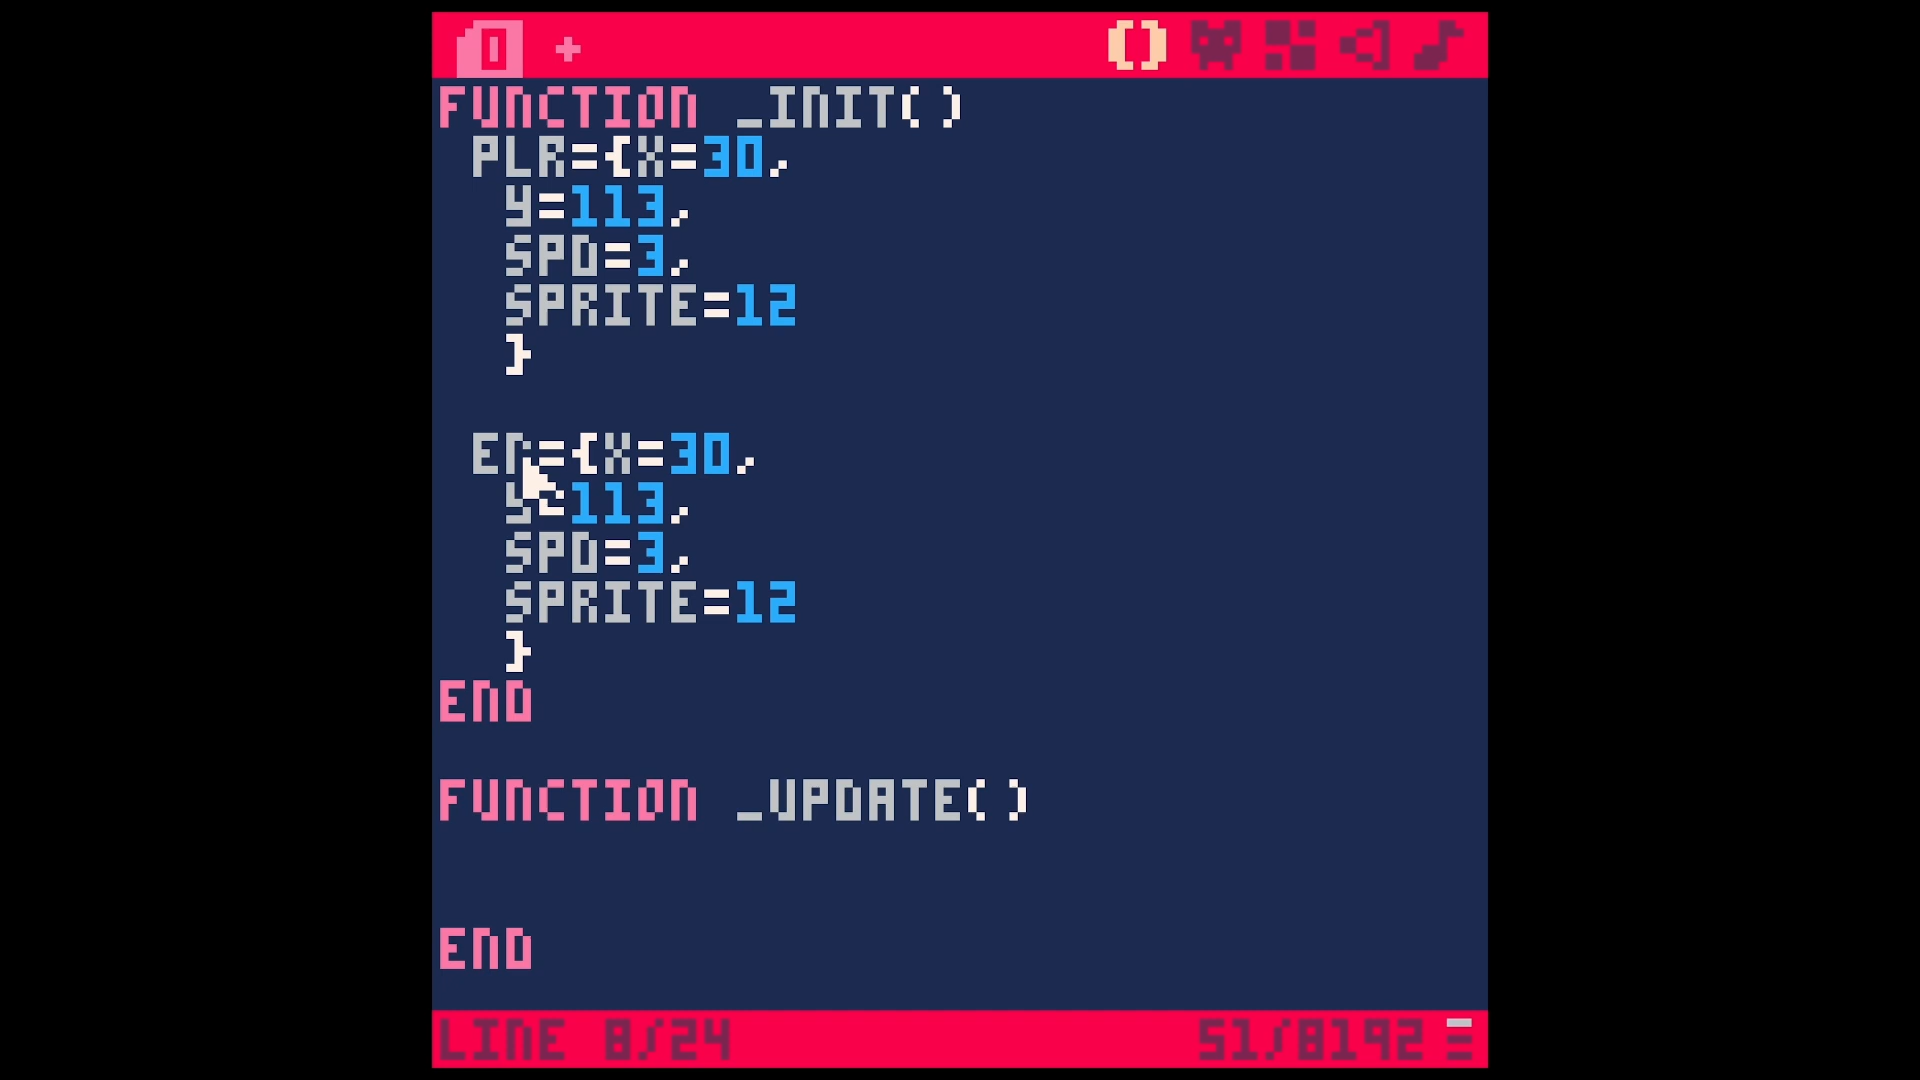 0 +
FUNCTION _INIT()
PLR={X=30,
Y=113,
SPD=3,
SPRITE=12
}
EN={X=30,
Y=113,
SPD=3,
SPRITE=12
}
END
FUNCTION _UPDATE()
END
LINE 8/24 51/8192